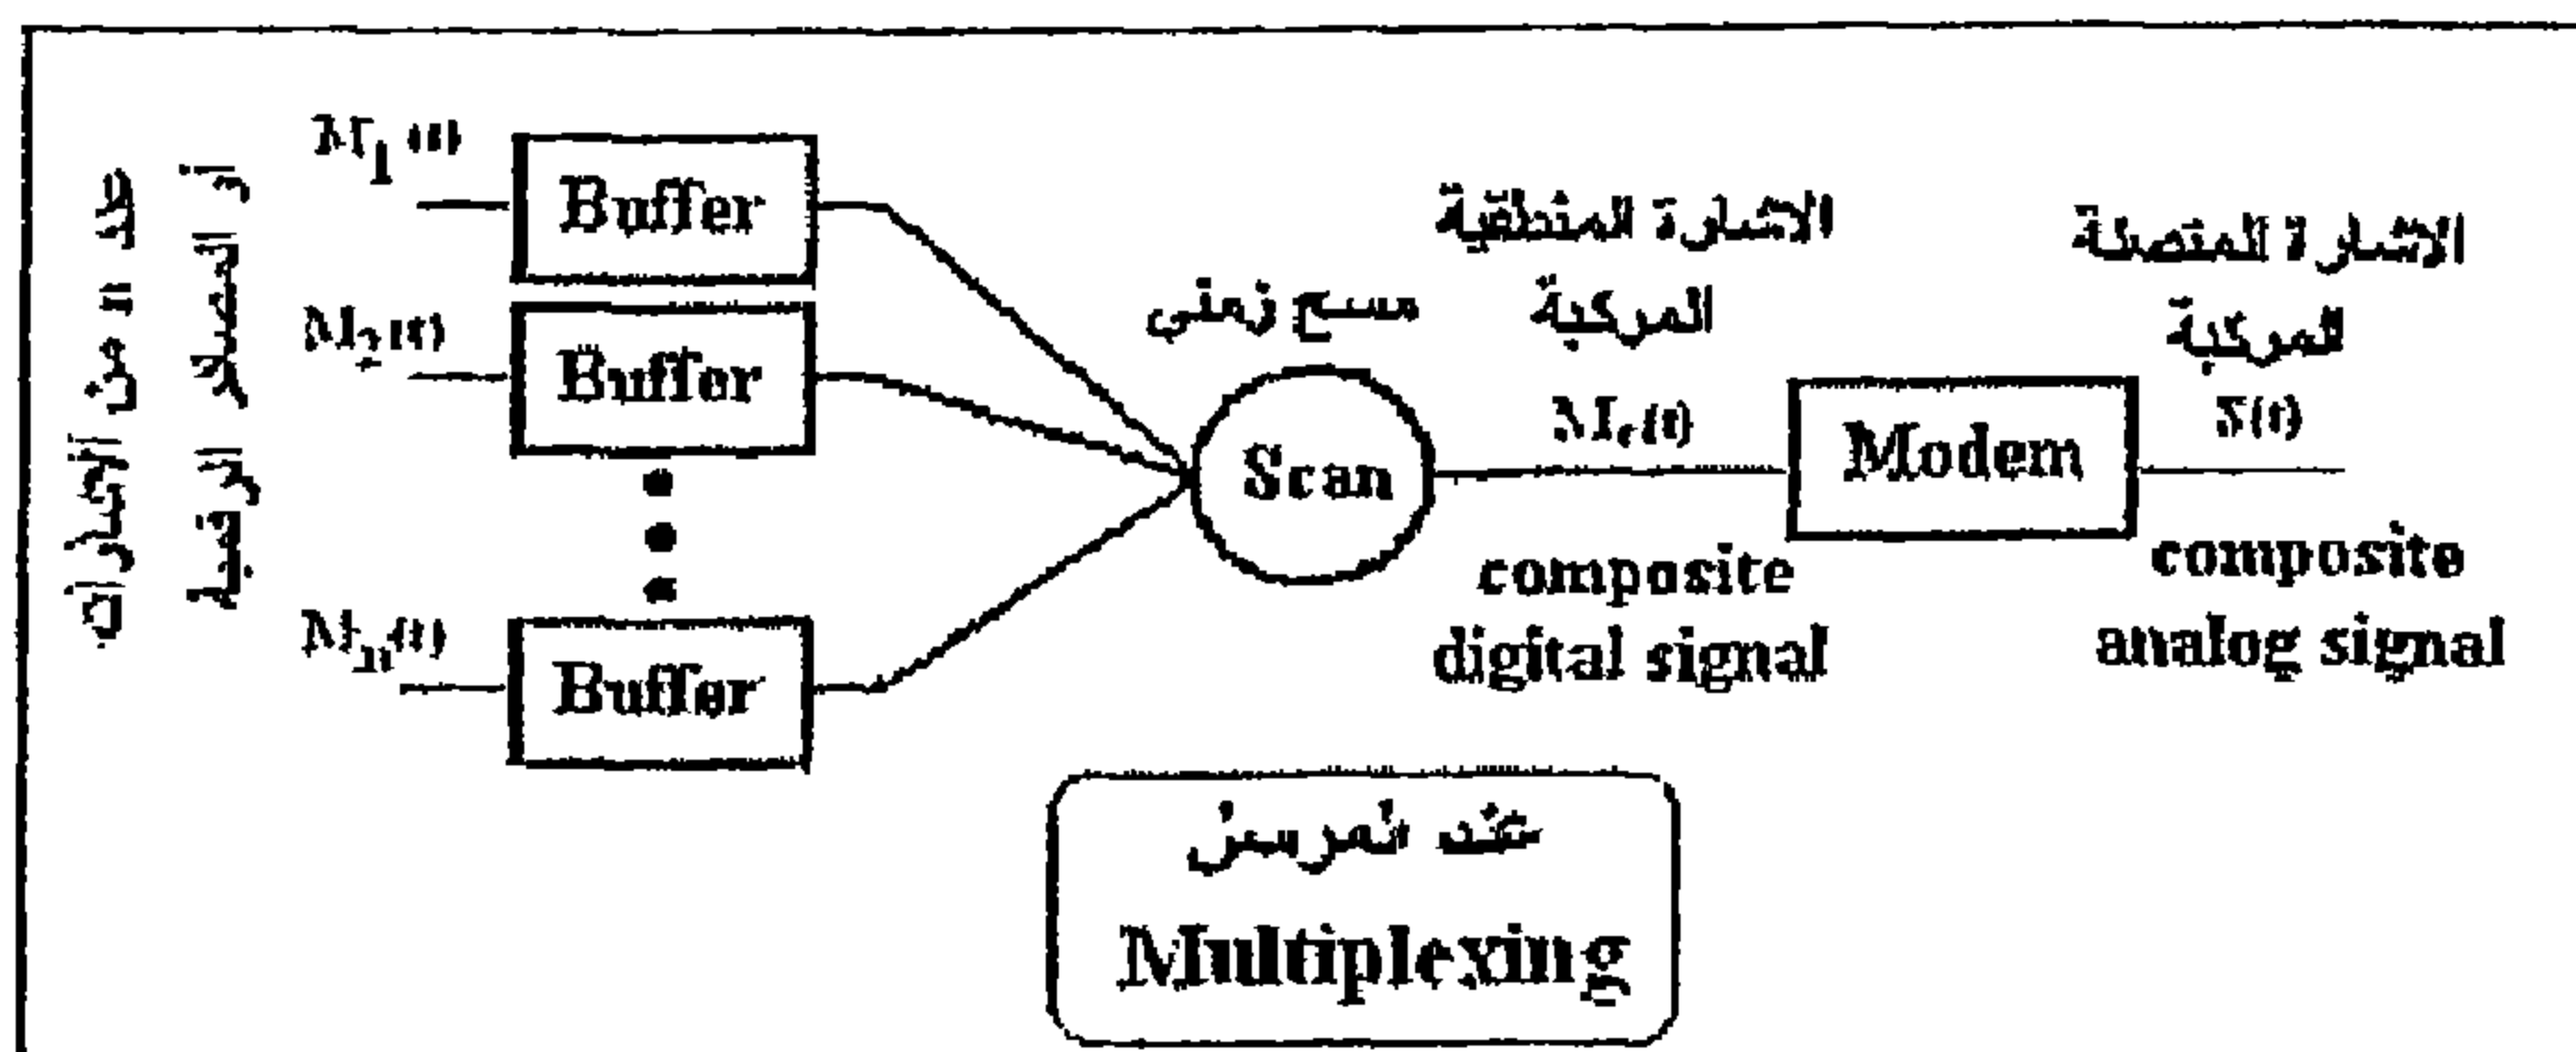 عدد n من الإشارات
أو المصادر الرقمية
M1(t)
Buffer
M2(t)
Buffer
Mn(t)
Buffer
مسح زمني
Scan
الاشارة المنطقية
المركبة
Mc(t)
composite
digital signal
Modem
الاشارة المتصلة
المركبة
S(t)
composite
analog signal
عند المرسل
Multiplexing